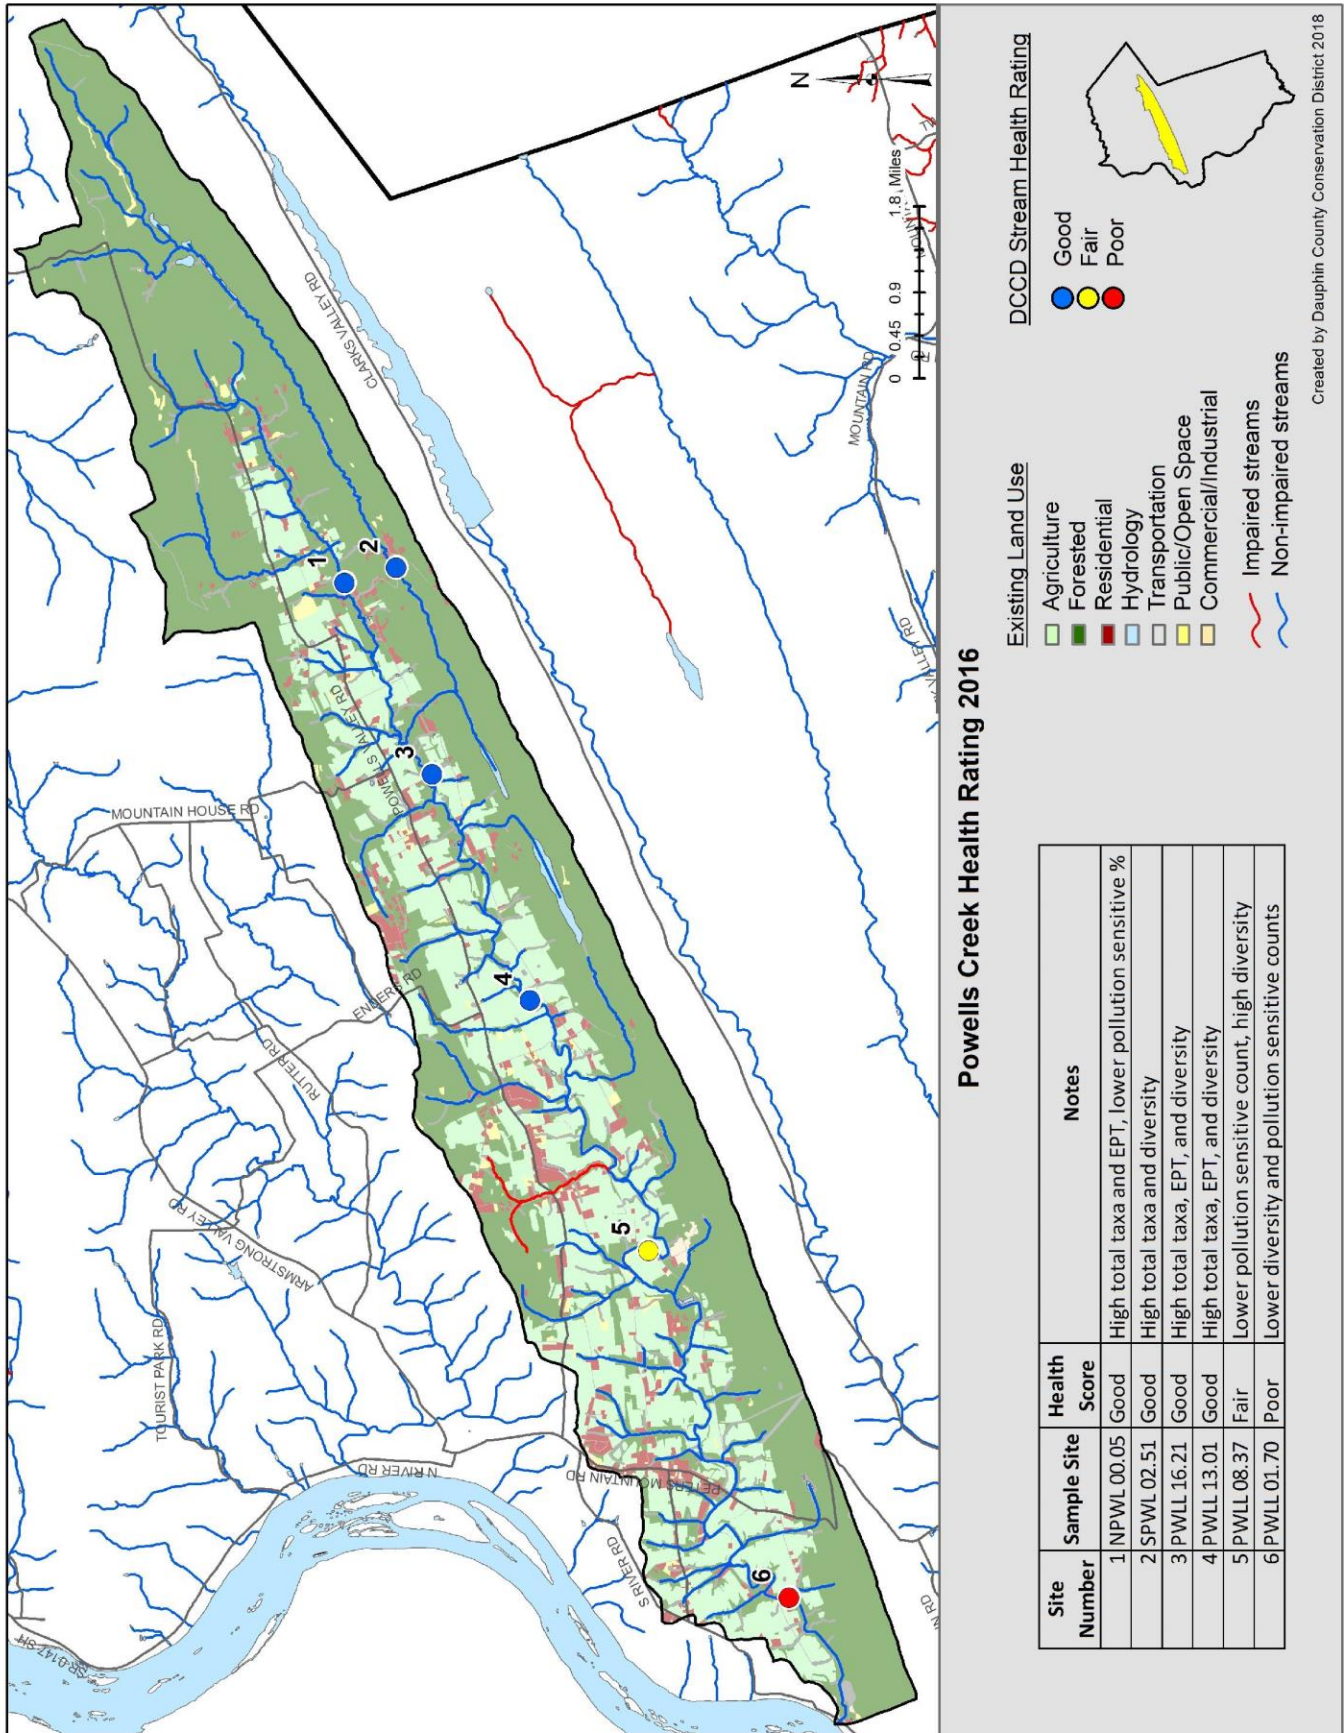 MOUNTAIN HOUSE RD
CLARKS VALLEY RD
POWELLS VALLEY RD
ENDERS RD
RUTTER RD
ARMSTRONG VALLEY RD
TOURIST PARK RD
N RIVER RD
PETERS MOUNTAIN RD
S RIVER RD
SR 0147 SH
MOUNTAIN RD
VALLEY RD
IN RD
N
0 0.45 0.9 1.8 Miles
1
2
3
4
5
6
Powells Creek Health Rating 2016
Site Number Sample Site Health Score Notes
1 NPWL 00.05 Good High total taxa and EPT, lower pollution sensitive %
2 SPWL 02.51 Good High total taxa and diversity
3 PWLL 16.21 Good High total taxa, EPT, and diversity
4 PWLL 13.01 Good High total taxa, EPT, and diversity
5 PWLL 08.37 Fair Lower pollution sensitive count, high diversity
6 PWLL 01.70 Poor Lower diversity and pollution sensitive counts
Existing Land Use
Agriculture
Forested
Residential
Hydrology
Transportation
Public/Open Space
Commercial/Industrial
Impaired streams
Non-impaired streams
DCCD Stream Health Rating
Good
Fair
Poor
Created by Dauphin County Conservation District 2018